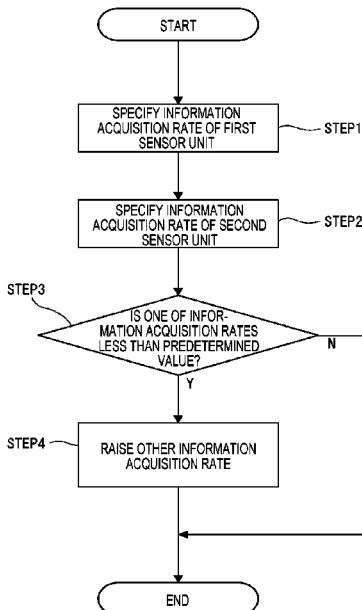 START
SPECIFY INFORMATION
ACQUISITION RATE OF FIRST
SENSOR UNIT
STEP1
SPECIFY INFORMATION
ACQUISITION RATE OF SECOND
SENSOR UNIT
STEP2
STEP3
IS ONE OF INFOR-
MATION ACQUISITION RATES
LESS THAN PREDETERMINED
VALUE?
N
Y
STEP4
RAISE OTHER INFORMATION
ACQUISITION RATE
END